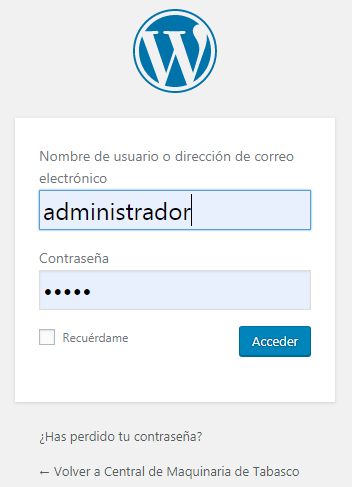 Nombre de usuario o dirección de correo
electrónico
administrador
Contraseña
•••••
Recuérdame
Acceder
¿Has perdido tu contraseña?
← Volver a Central de Maquinaria de Tabasco